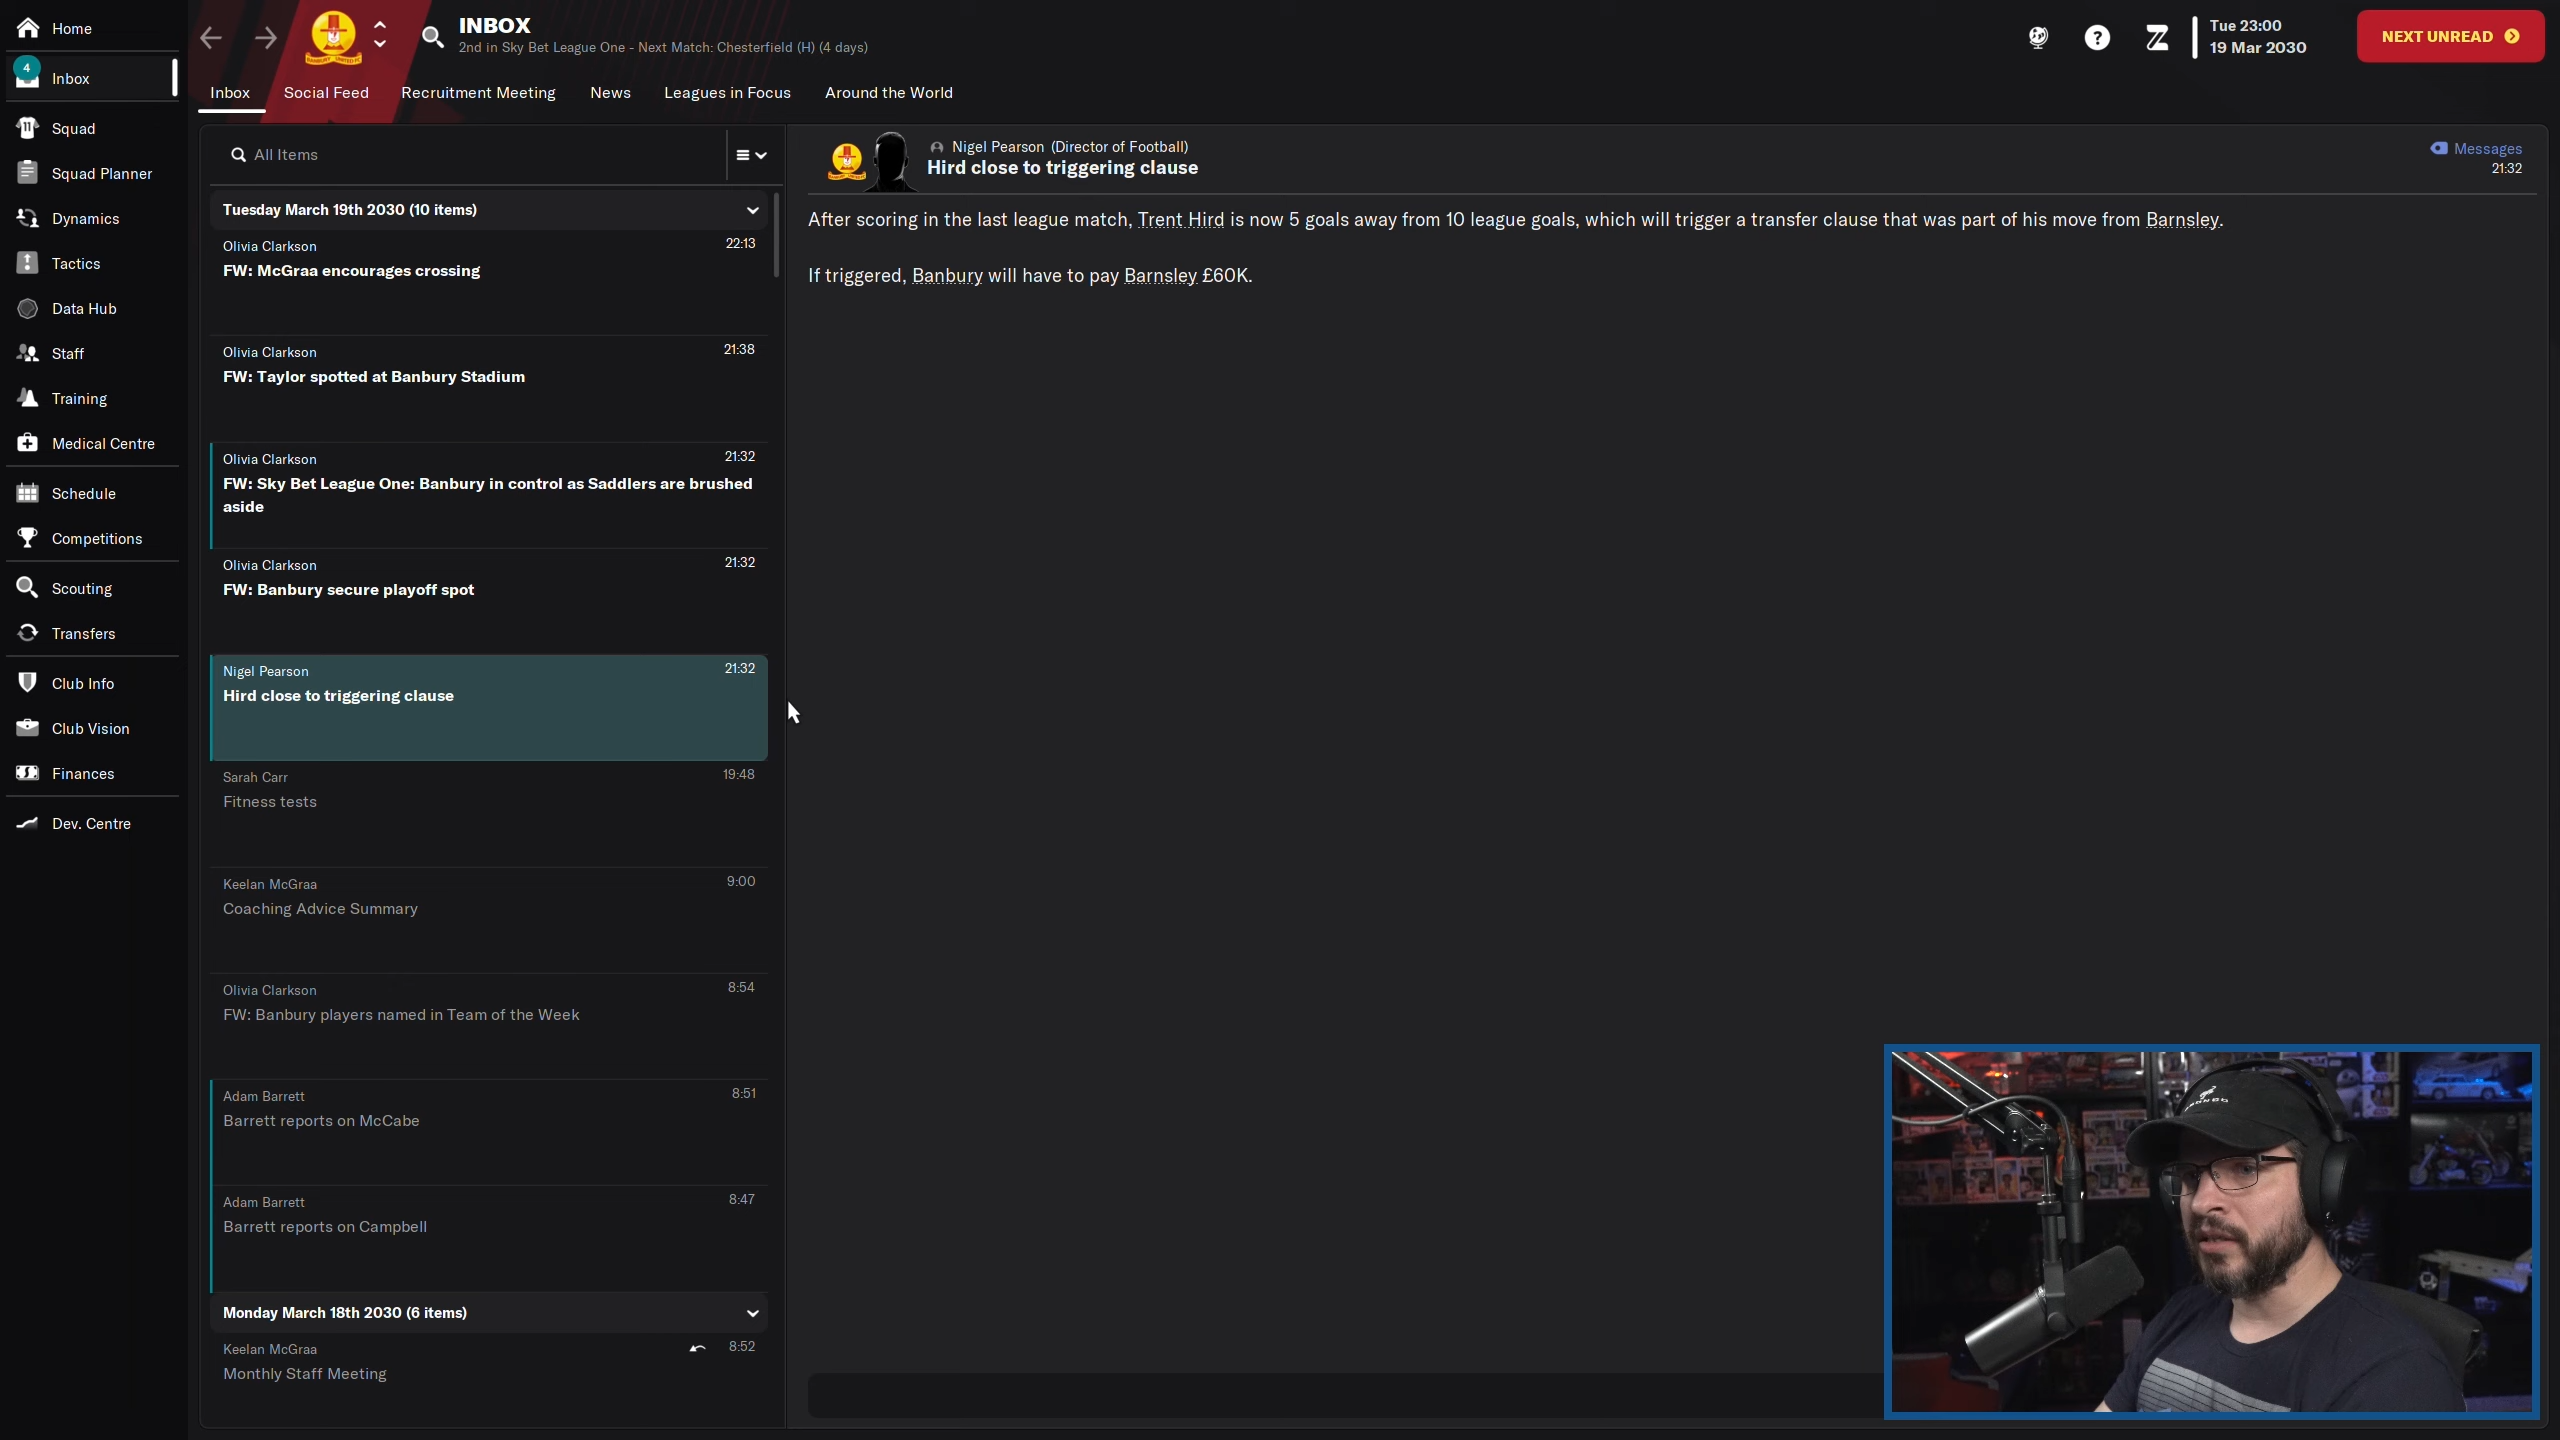 Home
4
Inbox
Squad
Squad Planner
Dynamics
Tactics
Data Hub
Staff
Training
Medical Centre
Schedule
Competitions
Scouting
Transfers
Club Info
Club Vision
Finances
Dev. Centre
INBOX
2nd in Sky Bet League One - Next Match: Chesterfield (H) (4 days)
Tue 23:00
19 Mar 2030
NEXT UNREAD
Inbox
Social Feed
Recruitment Meeting
News
Leagues in Focus
Around the World
All Items
Tuesday March 19th 2030 (10 items)
Olivia Clarkson 22:13
FW: McGraa encourages crossing
Olivia Clarkson 21:38
FW: Taylor spotted at Banbury Stadium
Olivia Clarkson 21:32
FW: Sky Bet League One: Banbury in control as Saddlers are brushed
aside
Olivia Clarkson 21:32
FW: Banbury secure playoff spot
Nigel Pearson 21:32
Hird close to triggering clause
Sarah Carr 19:48
Fitness tests
Keelan McGraa 9:00
Coaching Advice Summary
Olivia Clarkson 8:54
FW: Banbury players named in Team of the Week
Adam Barrett 8:51
Barrett reports on McCabe
Adam Barrett 8:47
Barrett reports on Campbell
Monday March 18th 2030 (6 items)
Keelan McGraa 8:52
Monthly Staff Meeting
Nigel Pearson (Director of Football)
Hird close to triggering clause
Messages
21:32
After scoring in the last league match, Trent Hird is now 5 goals away from 10 league goals, which will trigger a transfer clause that was part of his move from Barnsley.
If triggered, Banbury will have to pay Barnsley £60K.